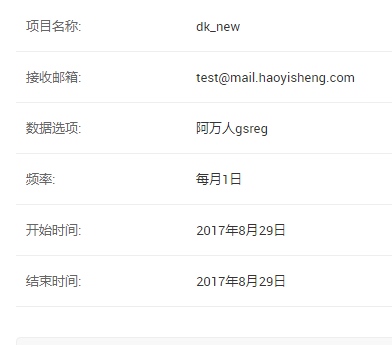 项目名称: dk_new
接收邮箱: test@mail.haoyisheng.com
数据选项: 阿万人gsreg
频率: 每月1日
开始时间: 2017年8月29日
结束时间: 2017年8月29日